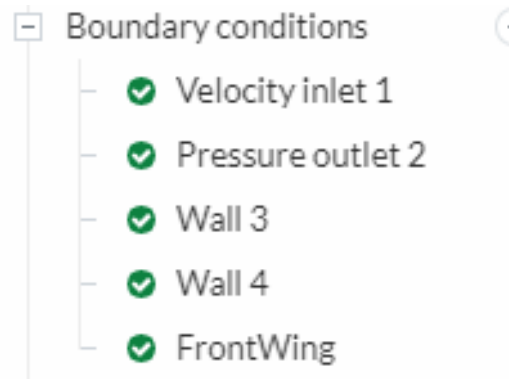 Boundary conditions
Velocity inlet 1
Pressure outlet 2
Wall 3
Wall 4
FrontWing